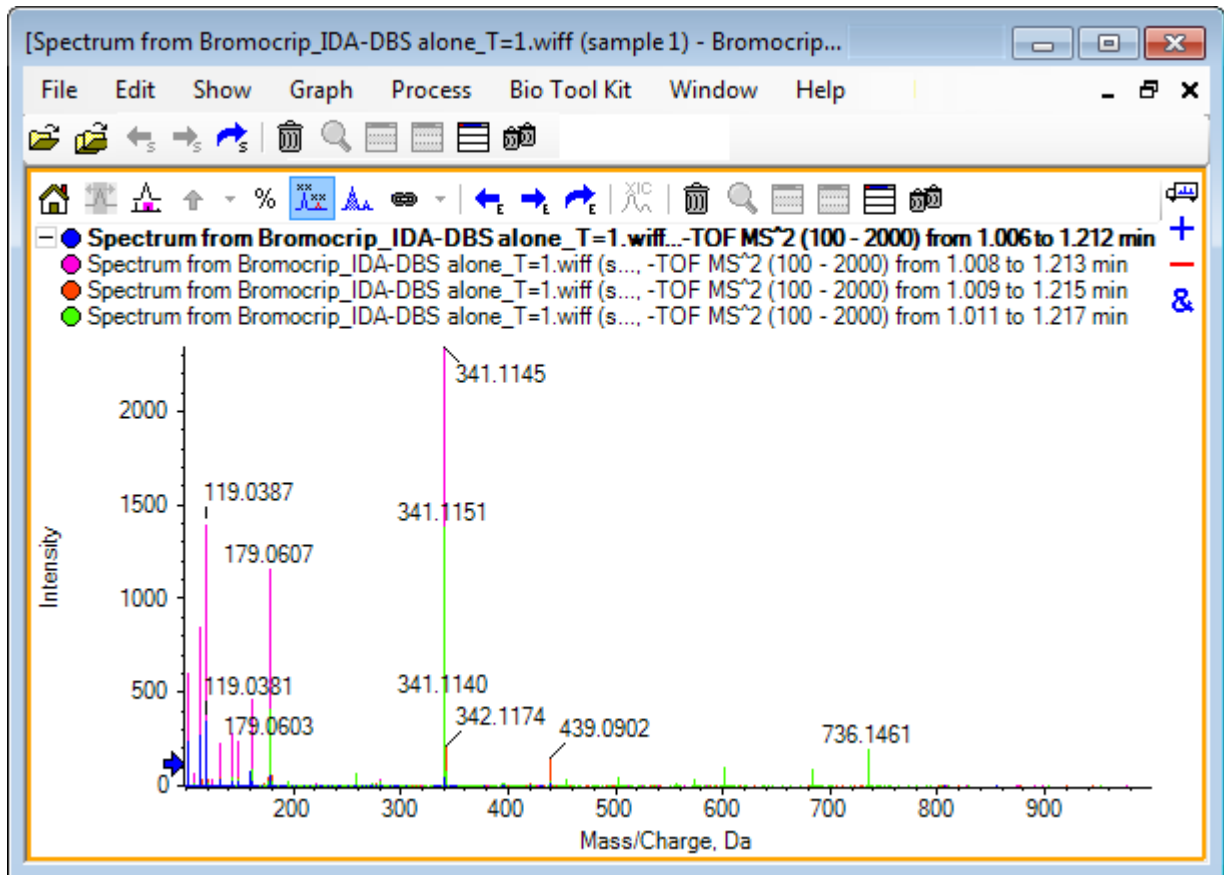 [Spectrum from Bromocrip_IDA-DBS alone_T=1.wiff (sample 1) - Bromocrip...
File Edit Show Graph Process Bio Tool Kit Window Help
S S S
% E E E XIC
Spectrum from Bromocrip_IDA-DBS alone_T=1.wiff...-TOF MS^2 (100 - 2000) from 1.006 to 1.212 min
Spectrum from Bromocrip_IDA-DBS alone_T=1.wiff (s..., -TOF MS^2 (100 - 2000) from 1.008 to 1.213 min
Spectrum from Bromocrip_IDA-DBS alone_T=1.wiff (s..., -TOF MS^2 (100 - 2000) from 1.009 to 1.215 min
Spectrum from Bromocrip_IDA-DBS alone_T=1.wiff (s..., -TOF MS^2 (100 - 2000) from 1.011 to 1.217 min
&
341.1145
2000
119.0387
1500
341.1151
179.0607
Intensity
1000
119.0381
341.1140
500
179.0603
342.1174
439.0902
736.1461
0
200 300 400 500 600 700 800 900
Mass/Charge, Da